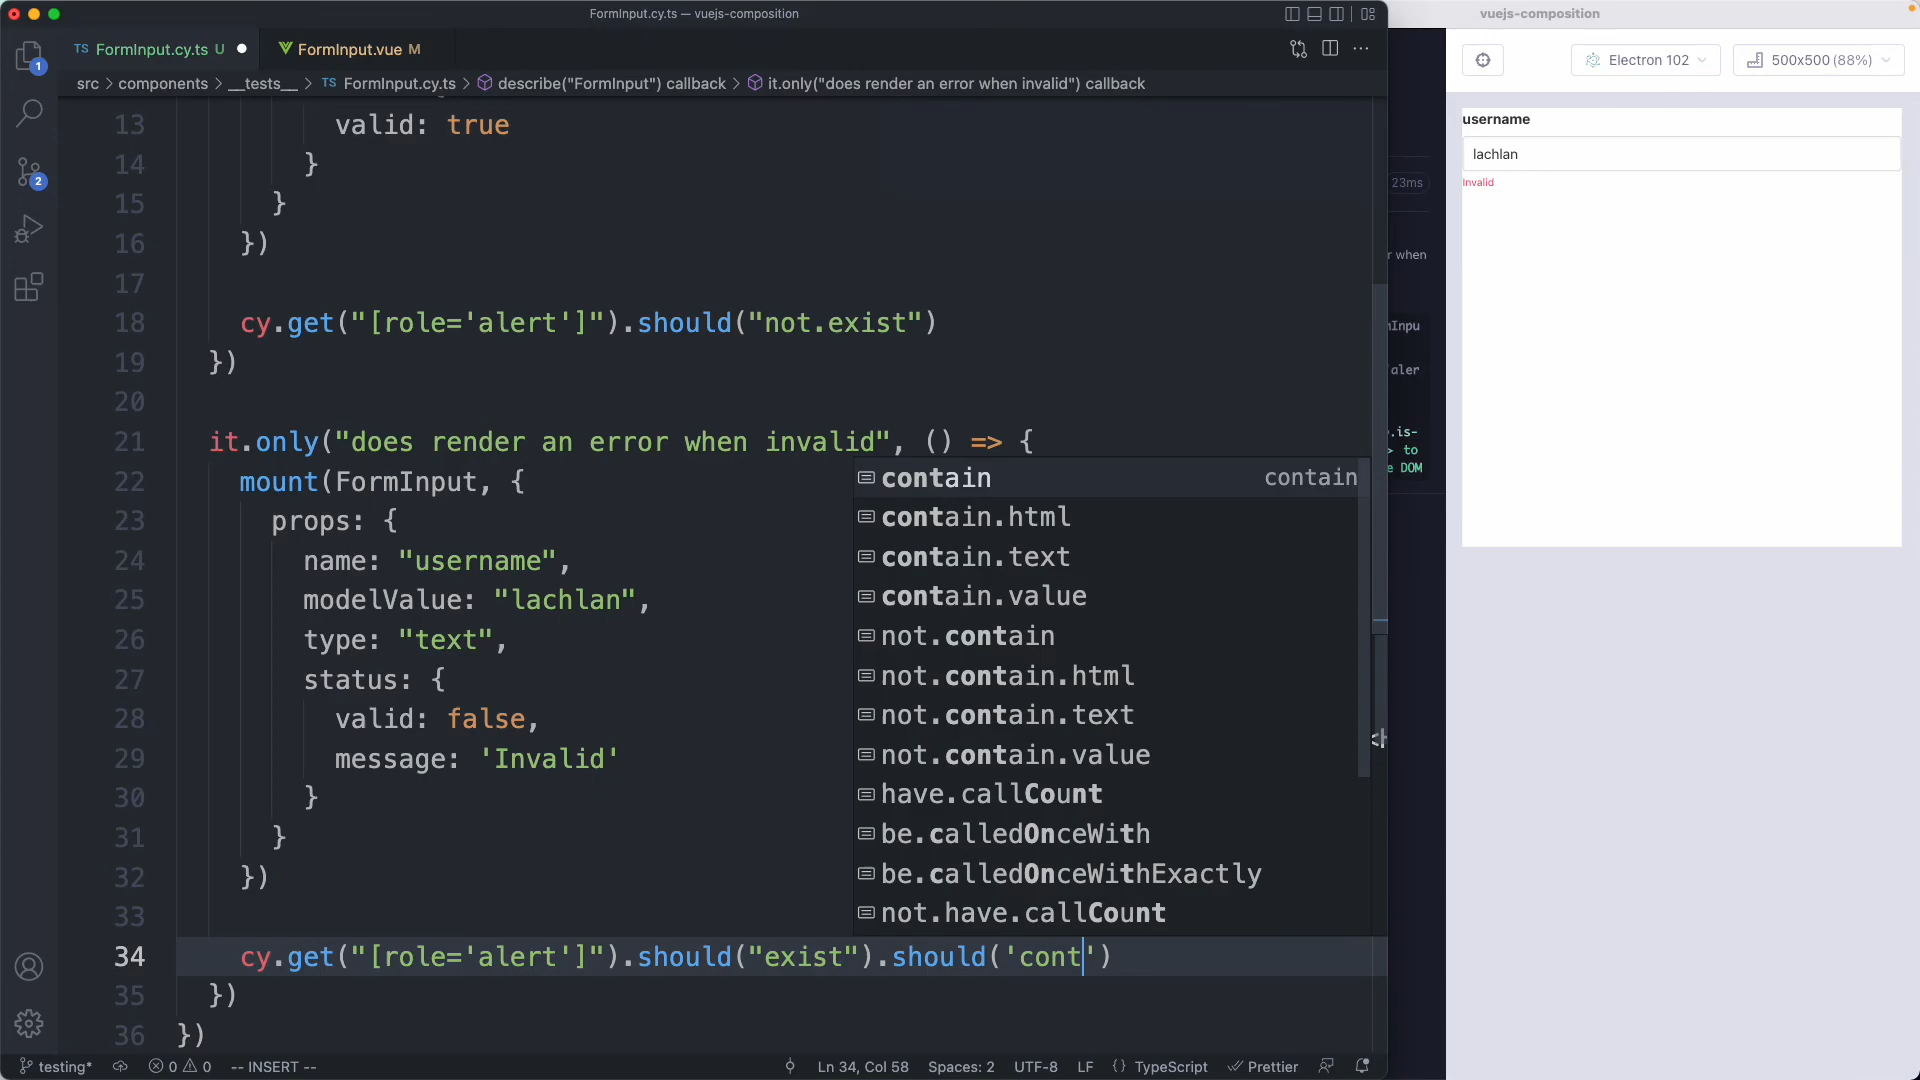 FormInput.cy.ts — vuejs-composition
vuejs-composition
TS FormInput.cy.ts U
FormInput.vue M
src > components > __tests__ > TS FormInput.cy.ts > describe("FormInput") callback > it.only("does render an error when invalid") callback
1
2
13 valid: true
14 }
15 }
16 })
17
18 cy.get("[role='alert']").should("not.exist")
19 })
20
21 it.only("does render an error when invalid", () => {
22 mount(FormInput, {
23 props: {
24 name: "username",
25 modelValue: "lachlan",
26 type: "text",
27 status: {
28 valid: false,
29 message: 'Invalid'
30 }
31 }
32 })
33
34 cy.get("[role='alert']").should("exist").should('cont')
35 })
36 })
contain contain
contain.html
contain.text
contain.value
not.contain
not.contain.html
not.contain.text
not.contain.value
have.callCount
be.calledOnceWith
be.calledOnceWithExactly
not.have.callCount
testing* 0 0 -- INSERT -- Ln 34, Col 58 Spaces: 2 UTF-8 LF {} TypeScript Prettier
23ms
r when
mInpu
'aler
.is-
> to
e DOM
Electron 102
500x500 (88%)
username
lachlan
Invalid